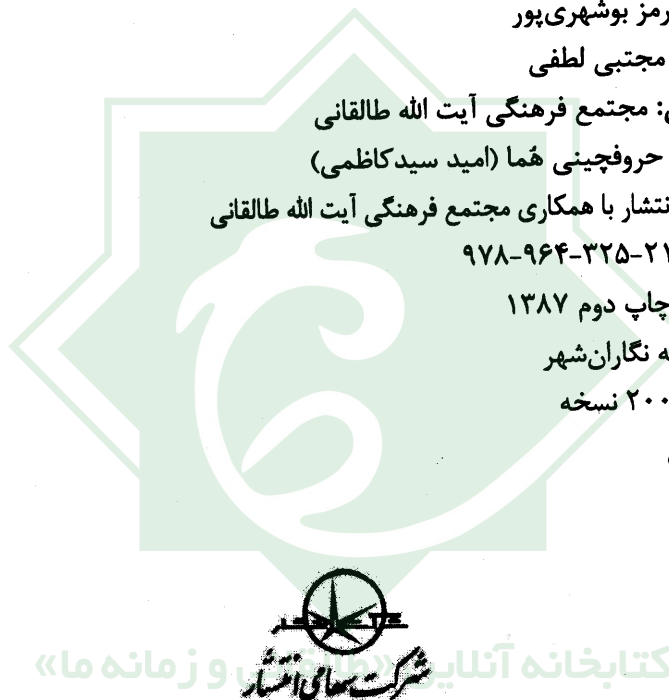 رمز بوشهری‌پور
مجتبی لطفی
: مجتمع فرهنگی آیت الله طالقانی
حروفچینی هُما (امید سیدکاظمی)
نتشار با همکاری مجتمع فرهنگی آیت الله طالقانی
۹۷۸-۹۶۴-۳۲۵-۲۱
چاپ دوم ۱۳۸۷
ه نگاران‌شهر
۲۰۰ نسخه
شرکت سهامی انتشار
کتابخانه آنلاین «طالقانی و زمانه ما»